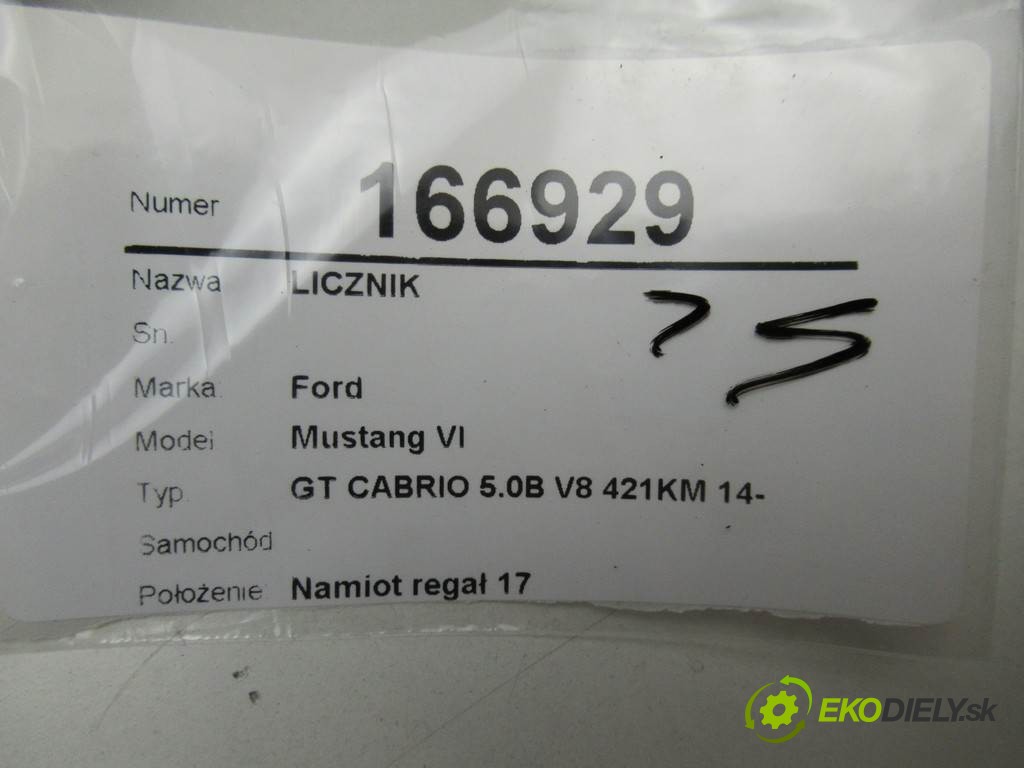 Numer 166929
Nazwa LICZNIK
Sn.
Marka Ford
Model Mustang VI
Typ GT CABRIO 5.0B V8 421KM 14-
Samochód
Położenie Namiot regał 17
EKODIELY.sk